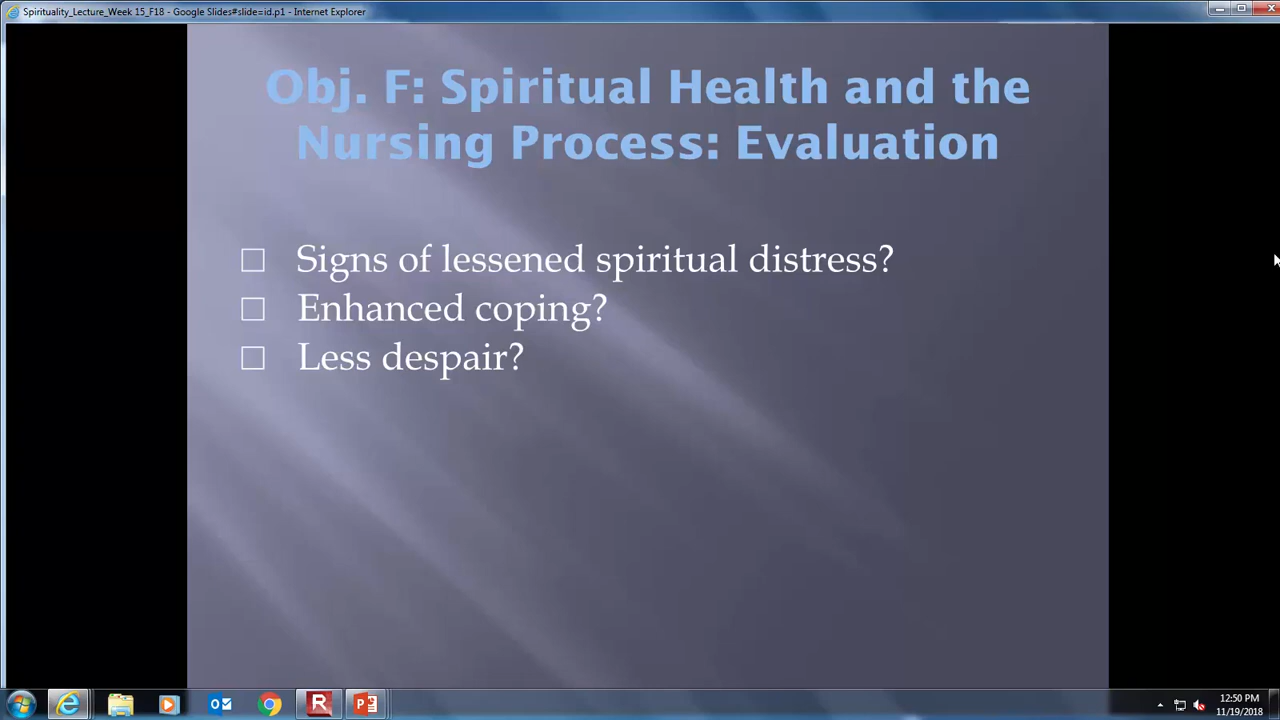 Spirituality_Lecture_Week 15_F18 - Google Slides#slide=id.p1 - Internet Explorer
Obj. F: Spiritual Health and the
Nursing Process: Evaluation
Signs of lessened spiritual distress?
Enhanced coping?
Less despair?
12:50 PM
11/19/2018